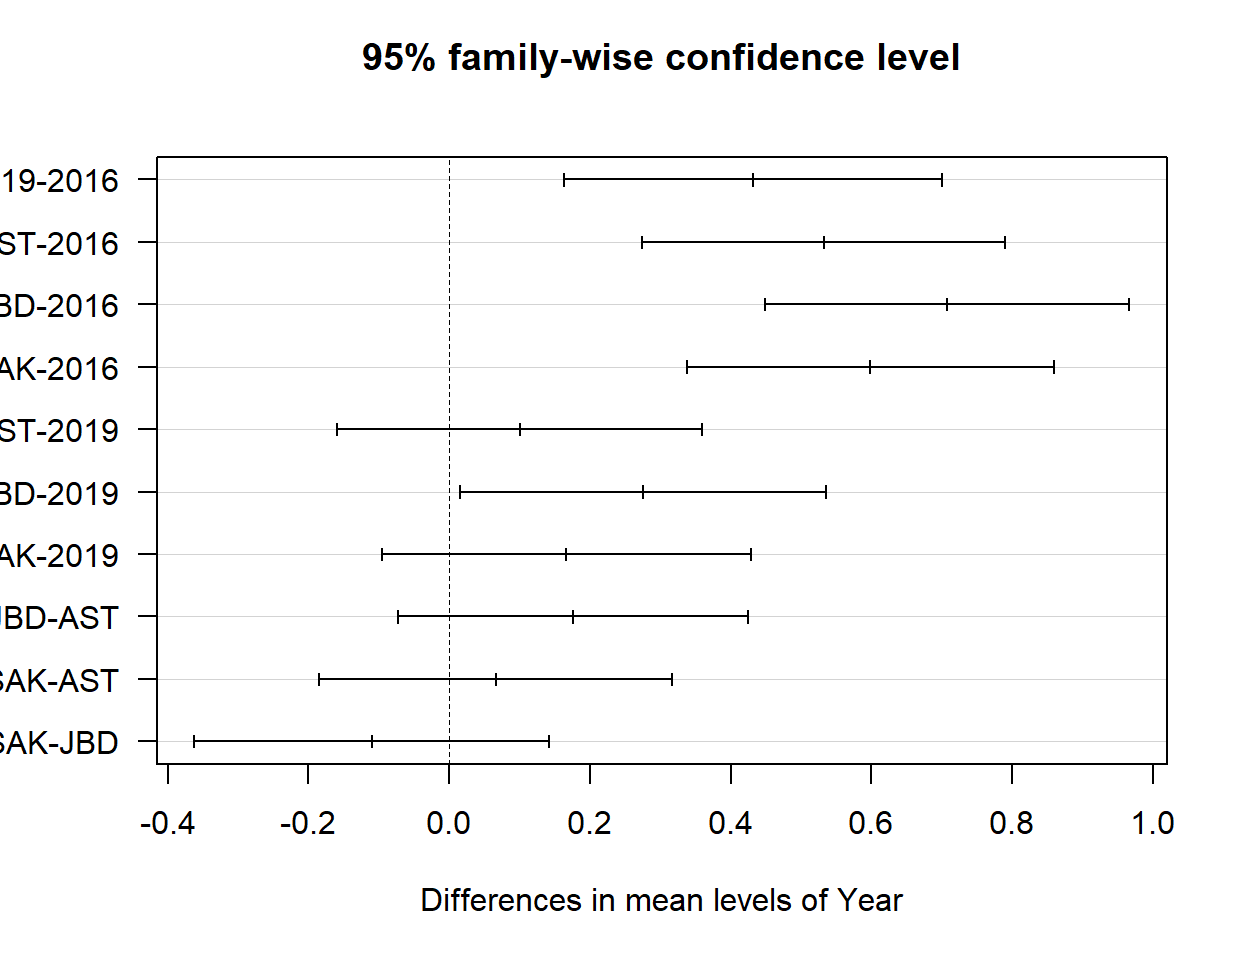 95% family-wise confidence level
19-2016
ST-2016
BD-2016
AK-2016
ST-2019
BD-2019
AK-2019
JBD-AST
SAK-AST
SAK-JBD
-0.4 -0.2 0.0 0.2 0.4 0.6 0.8 1.0
Differences in mean levels of Year